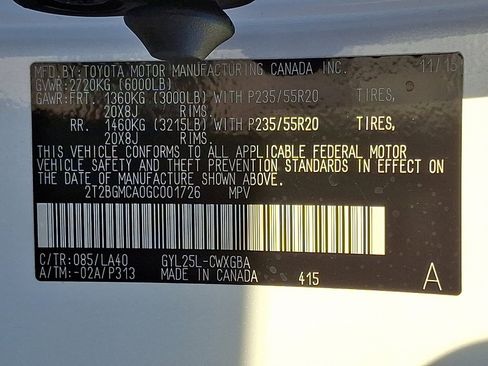 MFD.BY:TOYOTA MOTOR MANUFACTURING CANADA INC. 11/15
GVWR:2720KG (6000LB)
GAWR:FRT. 1360KG (3000LB) WITH P235/55R20 TIRES,
20X8J RIMS.
RR. 1460KG (3215LB) WITH P235/55R20 TIRES,
20X8J RIMS.
THIS VEHICLE CONFORMS TO ALL APPLICABLE FEDERAL MOTOR
VEHICLE SAFETY AND THEFT PREVENTION STANDARDS IN EFFECT ON
THE DATE OF MANUFACTURE SHOWN ABOVE.
2T2BGMCA0GC001726 MPV
C/TR:085/LA40 GYL25L-CWXGBA
A/TM:-02A/P313 MADE IN CANADA 415 A